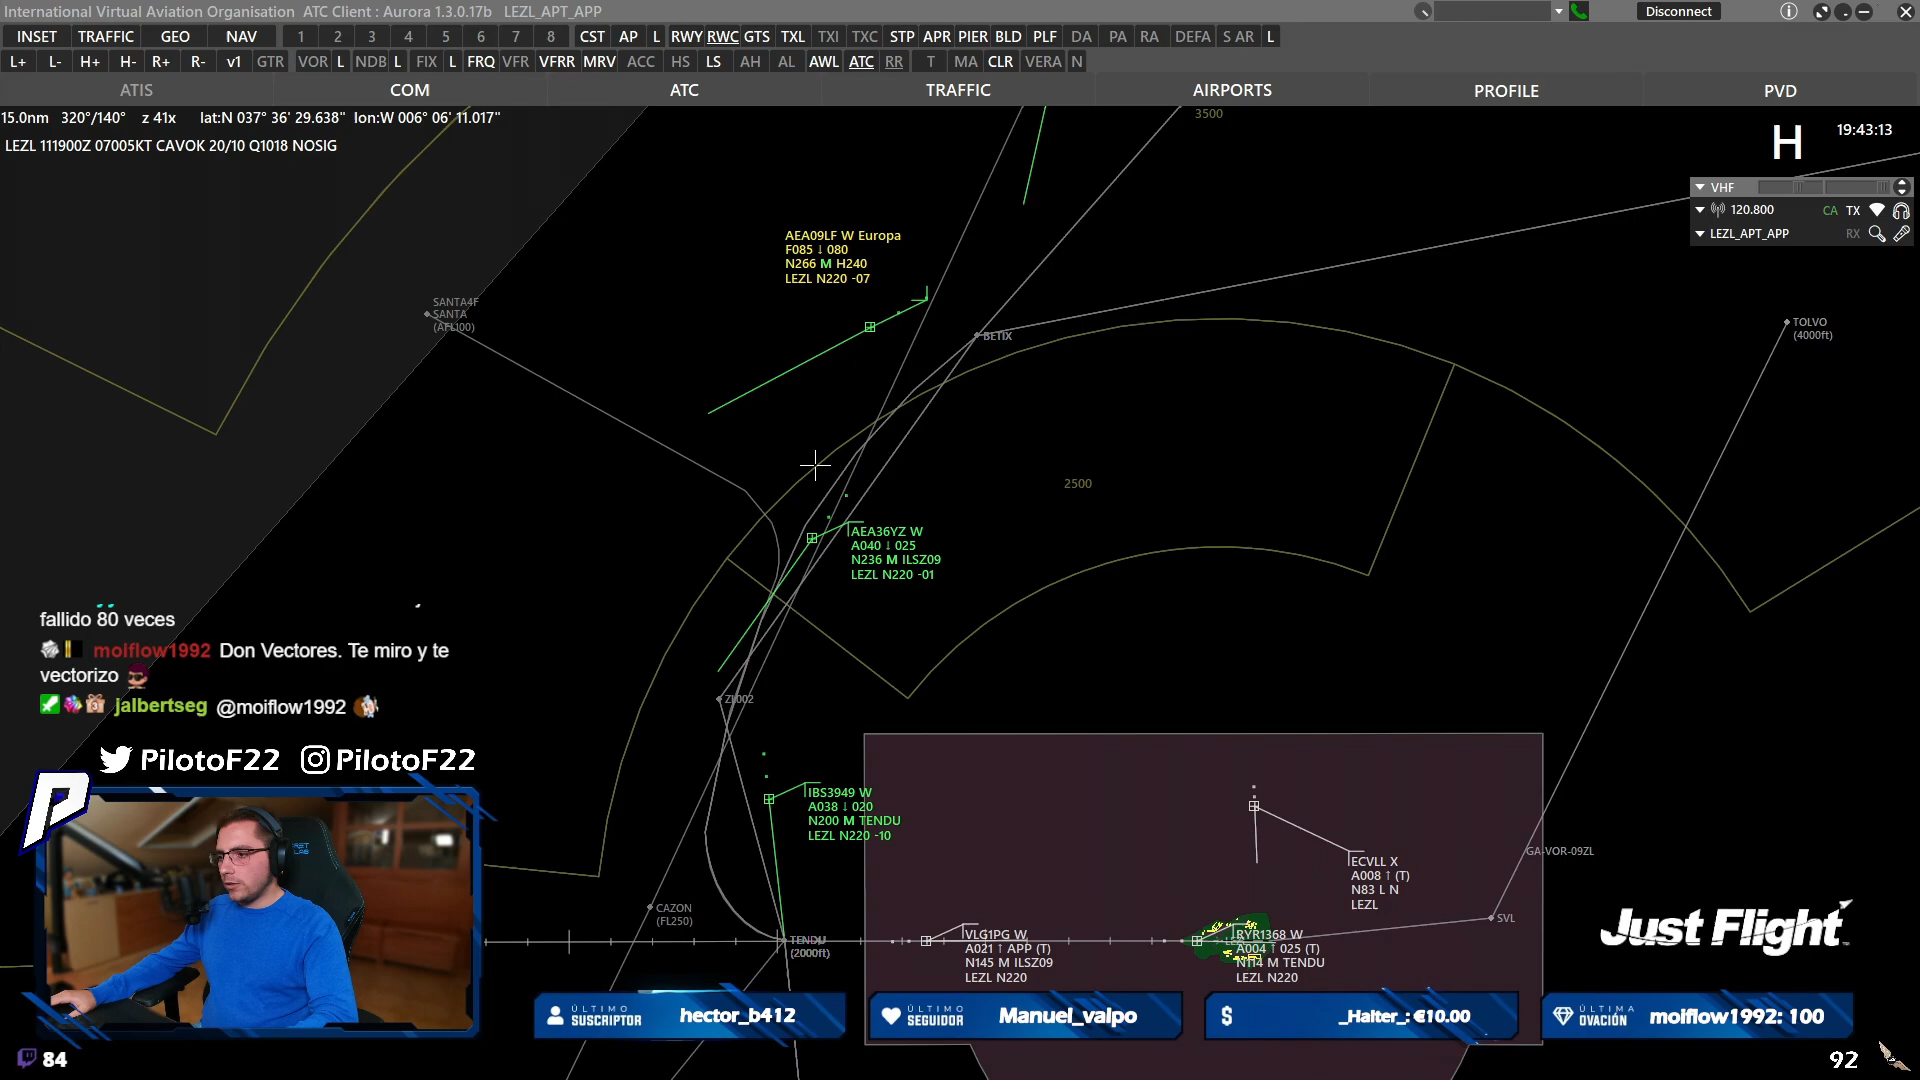 International Virtual Aviation Organisation ATC Client : Aurora 1.3.0.17b LEZL_APT_APP
Disconnect
INSET TRAFFIC GEO NAV 1 2 3 4 5 6 7 8 CST AP L RWY RWC GTS TXL TXI TXC STP APR PIER BLD PLF DA PA RA DEFA S AR L
L+ L- H+ H- R+ R- v1 GTR VOR L NDB L FIX L FRQ VFR VFRR MRV ACC HS LS AH AL AWL ATC RR T MA CLR VERA N
ATIS COM ATC TRAFFIC AIRPORTS PROFILE PVD
15.0nm 320°/140° z 41x lat:N 037° 36' 29.638" lon:W 006° 06' 11.017"
LEZL 111900Z 07005KT CAVOK 20/10 Q1018 NOSIG
3500
H
19:43:13
VHF
120.800 CA TX
LEZL_APT_APP RX
AEA09LF W Europa
F085 ↓ 080
N266 M H240
LEZL N220 -07
SANTA4F
SANTA
(AFL100)
BETIX
TOLVO
(4000ft)
2500
AEA36YZ W
A040 ↓ 025
N236 M ILSZ09
LEZL N220 -01
fallido 80 veces
moiflow1992 Don Vectores. Te miro y te
vectorizo
jalbertseg @moiflow1992
PilotoF22 PilotoF22
IBS3949 W
A038 ↓ 020
N200 M TENDU
LEZL N220 -10
ECVLL X
A008 ↑ (T)
N83 L N
LEZL
GA-VOR-09ZL
CAZON
(FL250)
SVL
TENDU
(2000ft)
VLG1PG W
A021 ↑ APP (T)
N145 M ILSZ09
LEZL N220
RYR1368 W
A004 ↑ 025 (T)
N114 M TENDU
LEZL N220
Just Flight
ÚLTIMO SUSCRIPTOR hector_b412
ÚLTIMO SEGUIDOR Manuel_valpo
$ _Halter_: €10.00
ÚLTIMA OVACIÓN moiflow1992: 100
84
92